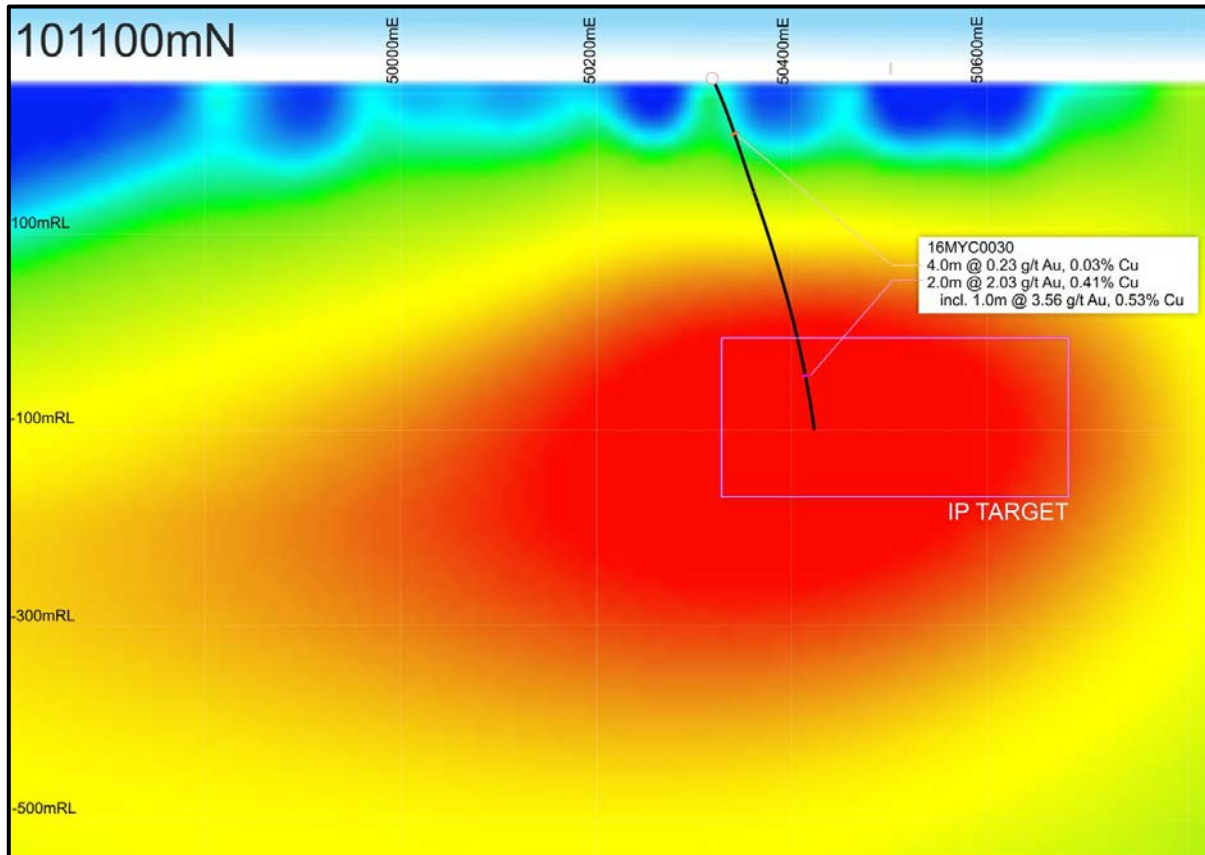 101100mN
50000mE
50200mE
50400mE
50600mE
100mRL
16MYC0030
4.0m @ 0.23 g/t Au, 0.03% Cu
2.0m @ 2.03 g/t Au, 0.41% Cu
incl. 1.0m @ 3.56 g/t Au, 0.53% Cu
-100mRL
IP TARGET
-300mRL
-500mRL